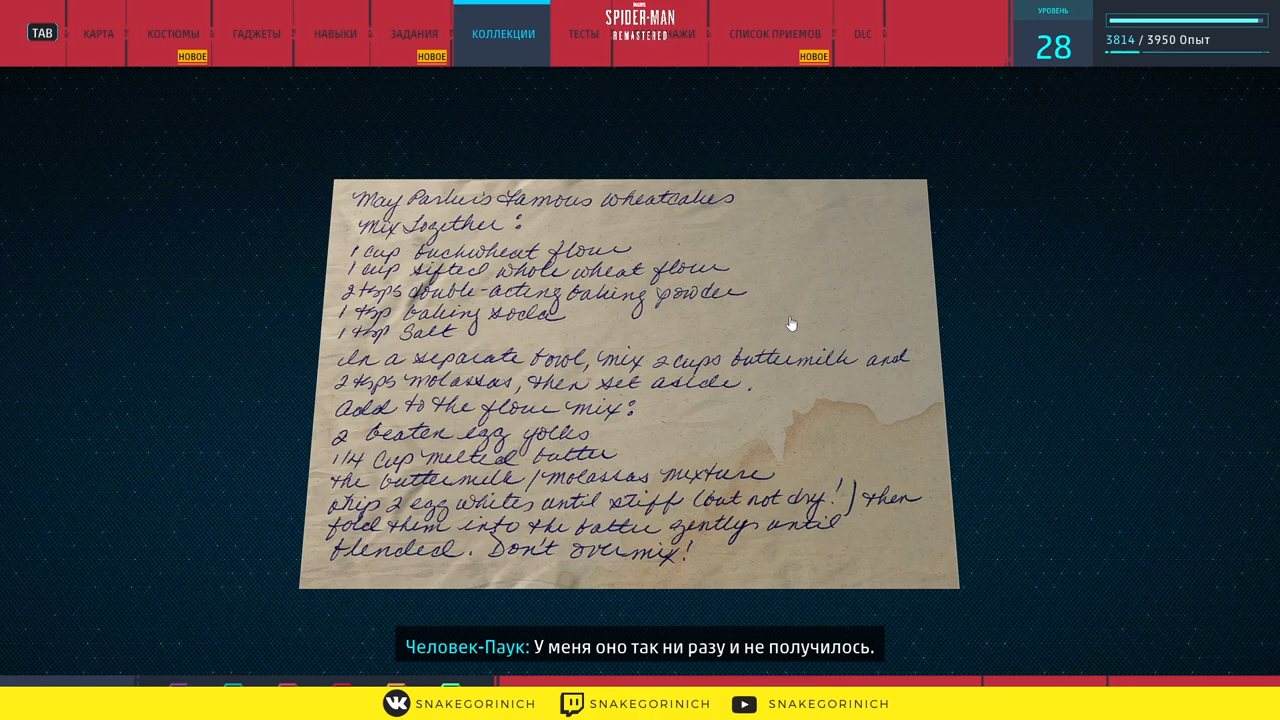 TAB
КАРТА
КОСТЮМЫ
НОВОЕ
ГАДЖЕТЫ
НАВЫКИ
ЗАДАНИЯ
НОВОЕ
КОЛЛЕКЦИИ
ТЕСТЫ
MARVEL
SPIDER-MAN
REMASTERED
СПИСОК ПРИЕМОВ
НОВОЕ
DLC
УРОВЕНЬ
28
3814 / 3950 Опыт
May Parker's Famous Wheatcakes
Mix Together:
1 cup buckwheat flour
1 cup sifted whole wheat flour
2 tsps double-acting baking powder
1 tsp baking soda
1 tsp Salt
In a separate bowl, mix 2 cups buttermilk and
2 tsps molassas, then set aside.
Add to the flour mix:
2 beaten egg yolks
1/4 cup melted butter
the buttermilk/molassas mixture
whip 2 egg whites until stiff (but not dry!) then
fold them into the batter gently until
blended. Don't overmix!
Человек-Паук: У меня оно так ни разу и не получилось.
SNAKEGORINICH
SNAKEGORINICH
SNAKEGORINICH